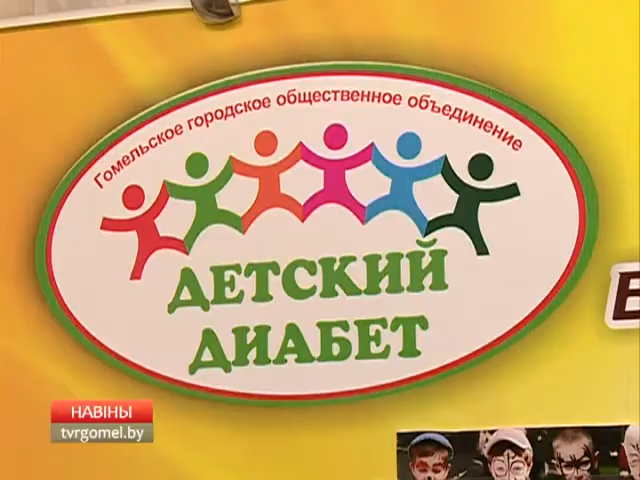 Гомельское городское общественное объединение
ДЕТСКИЙ
ДИАБЕТ
НАВІНЫ
tvrgomel.by